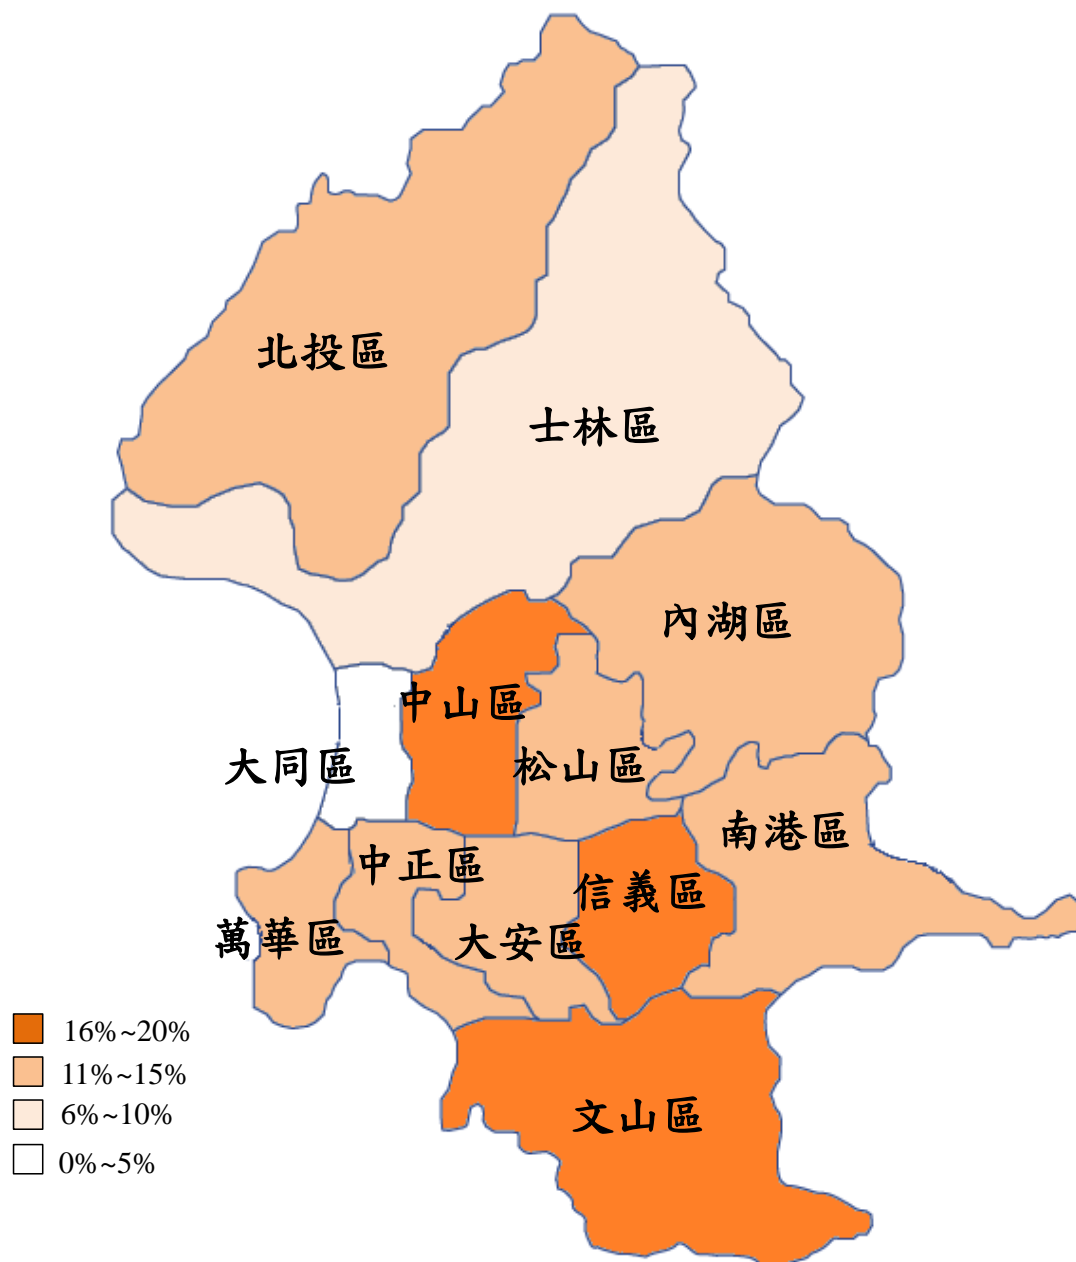 北投區
士林區
內湖區
中山區
大同區
松山區
南港區
中正區
信義區
萬華區
大安區
文山區
16%~20%
11%~15%
6%~10%
0%~5%